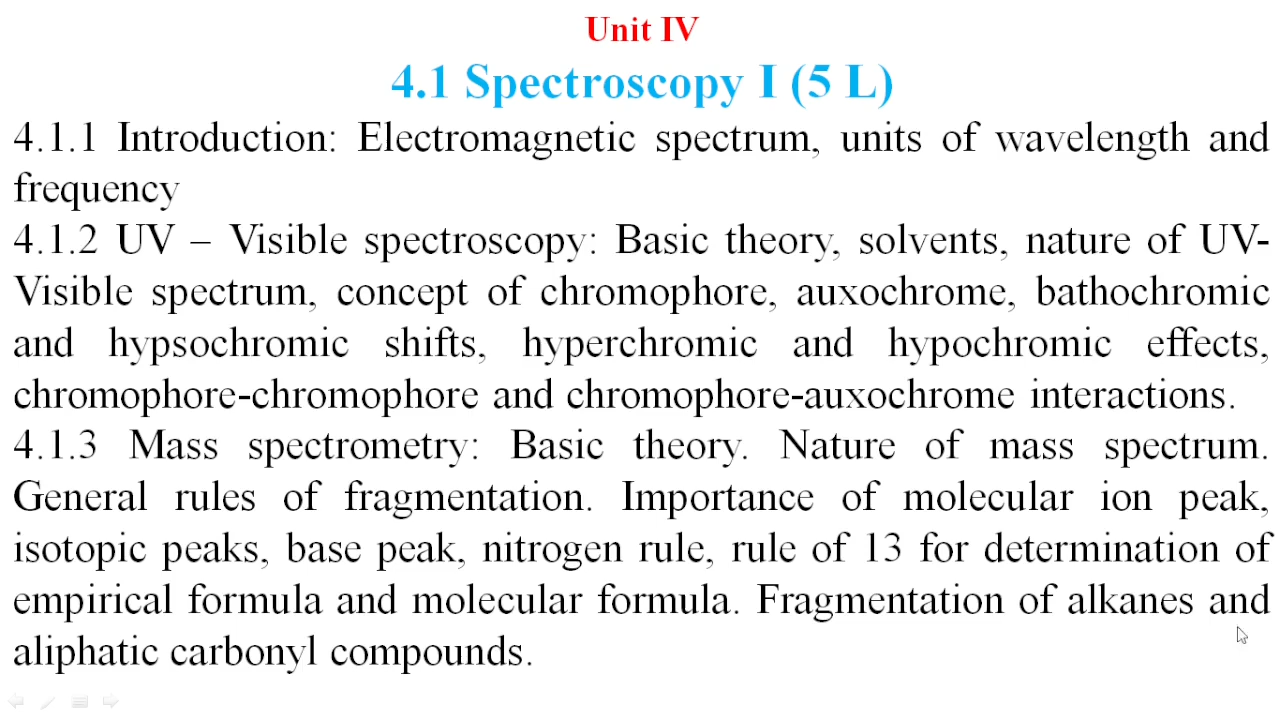 Unit IV
4.1 Spectroscopy I (5 L)
4.1.1 Introduction: Electromagnetic spectrum, units of wavelength and
frequency
4.1.2 UV – Visible spectroscopy: Basic theory, solvents, nature of UV-
Visible spectrum, concept of chromophore, auxochrome, bathochromic
and hypsochromic shifts, hyperchromic and hypochromic effects,
chromophore-chromophore and chromophore-auxochrome interactions.
4.1.3 Mass spectrometry: Basic theory. Nature of mass spectrum.
General rules of fragmentation. Importance of molecular ion peak,
isotopic peaks, base peak, nitrogen rule, rule of 13 for determination of
empirical formula and molecular formula. Fragmentation of alkanes and
aliphatic carbonyl compounds.